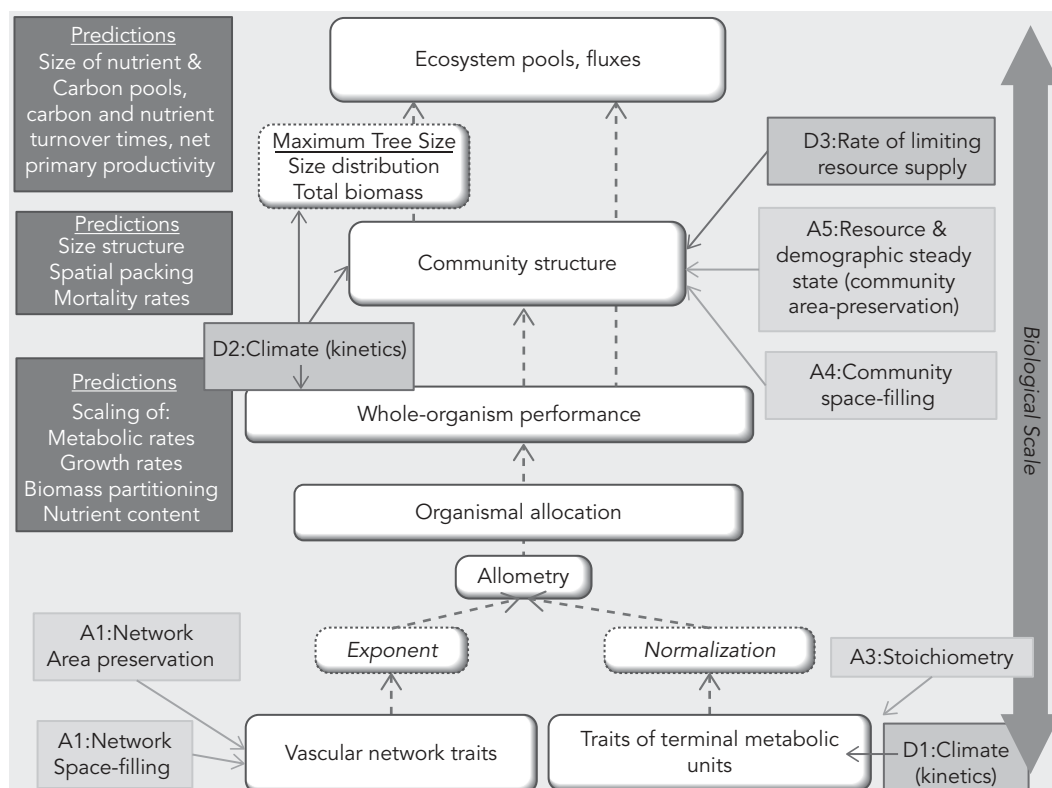 Predictions
Size of nutrient &
Carbon pools,
carbon and nutrient
turnover times, net
primary productivity
Ecosystem pools, fluxes
Maximum Tree Size
Size distribution
Total biomass
D3:Rate of limiting
resource supply
Predictions
Size structure
Spatial packing
Mortality rates
Community structure
A5:Resource &
demographic steady
state (community
area-preservation)
D2:Climate (kinetics)
A4:Community
space-filling
Predictions
Scaling of:
Metabolic rates
Growth rates
Biomass partitioning
Nutrient content
Whole-organism performance
Organismal allocation
Allometry
Biological Scale
A1:Network
Area preservation
Exponent
Normalization
A3:Stoichiometry
A1:Network
Space-filling
Vascular network traits
Traits of terminal metabolic
units
D1:Climate
(kinetics)